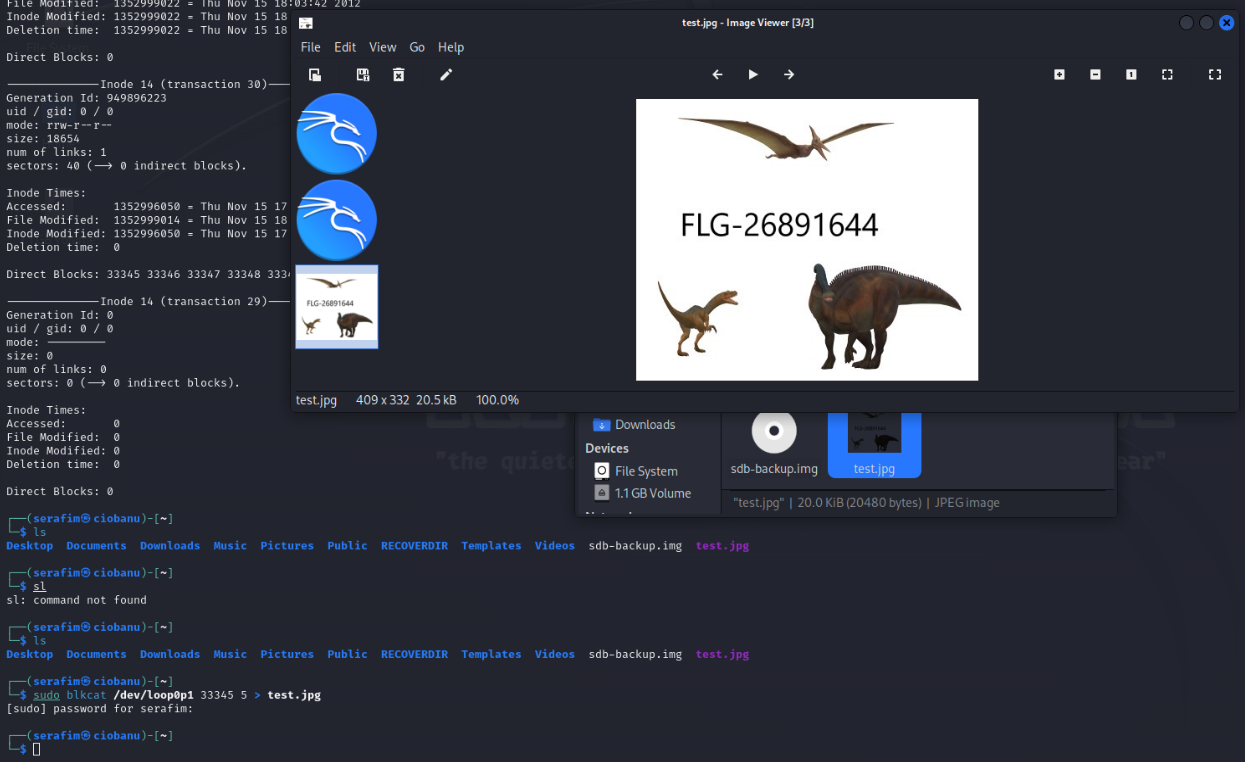 File Modified:  1352999022 = Thu Nov 15 18:03:42 2012
Inode Modified: 1352999022 = Thu Nov 15 18
Deletion time:  1352999022 = Thu Nov 15 18
Direct Blocks: 0
Inode 14 (transaction 30)
Generation Id: 949896223
uid / gid: 0 / 0
mode: rrw-r--r--
size: 18654
num of links: 1
sectors: 40 (--> 0 indirect blocks).
Inode Times:
Accessed:       1352996050 = Thu Nov 15 17
File Modified:  1352999014 = Thu Nov 15 18
Inode Modified: 1352996050 = Thu Nov 15 17
Deletion time:  0
Direct Blocks: 33345 33346 33347 33348 3334
Inode 14 (transaction 29)
Generation Id: 0
uid / gid: 0 / 0
mode: ---------
size: 0
num of links: 0
sectors: 0 (--> 0 indirect blocks).
Inode Times:
Accessed:       0
File Modified:  0
Inode Modified: 0
Deletion time:  0
Direct Blocks: 0
┌──(serafim㉿ciobanu)-[~]
└─$ ls
Desktop  Documents  Downloads  Music  Pictures  Public  RECOVERDIR  Templates  Videos  sdb-backup.img  test.jpg
┌──(serafim㉿ciobanu)-[~]
└─$ sl
sl: command not found
┌──(serafim㉿ciobanu)-[~]
└─$ ls
Desktop  Documents  Downloads  Music  Pictures  Public  RECOVERDIR  Templates  Videos  sdb-backup.img  test.jpg
┌──(serafim㉿ciobanu)-[~]
└─$ sudo blkcat /dev/loop0p1 33345 5 > test.jpg
[sudo] password for serafim:
┌──(serafim㉿ciobanu)-[~]
└─$
test.jpg - Image Viewer [3/3]
File Edit View Go Help
FLG-26891644
FLG-26891644
test.jpg 409 x 332 20.5 kB 100.0%
"the quiete
ear"
Downloads
Devices
File System
1.1 GB Volume
sdb-backup.img
test.jpg
"test.jpg" | 20.0 KiB (20480 bytes) | JPEG image